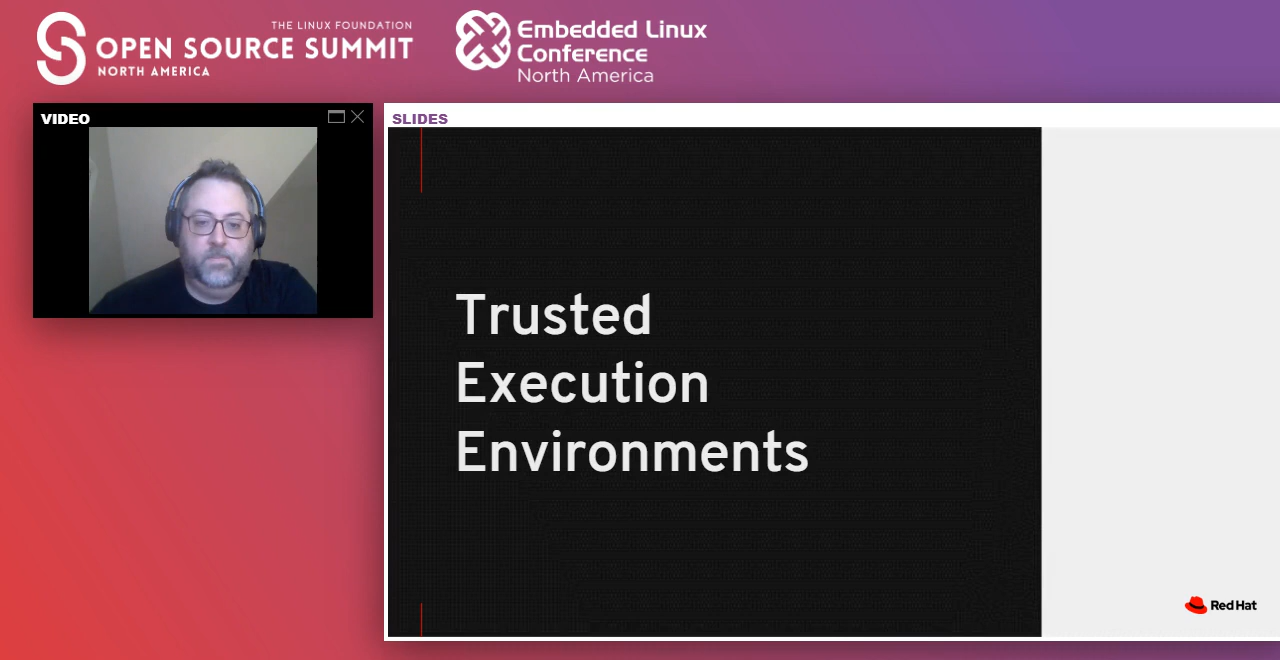 THE LINUX FOUNDATION
OPEN SOURCE SUMMIT
NORTH AMERICA
Embedded Linux
Conference
North America
VIDEO
SLIDES
Trusted
Execution
Environments
Red Hat